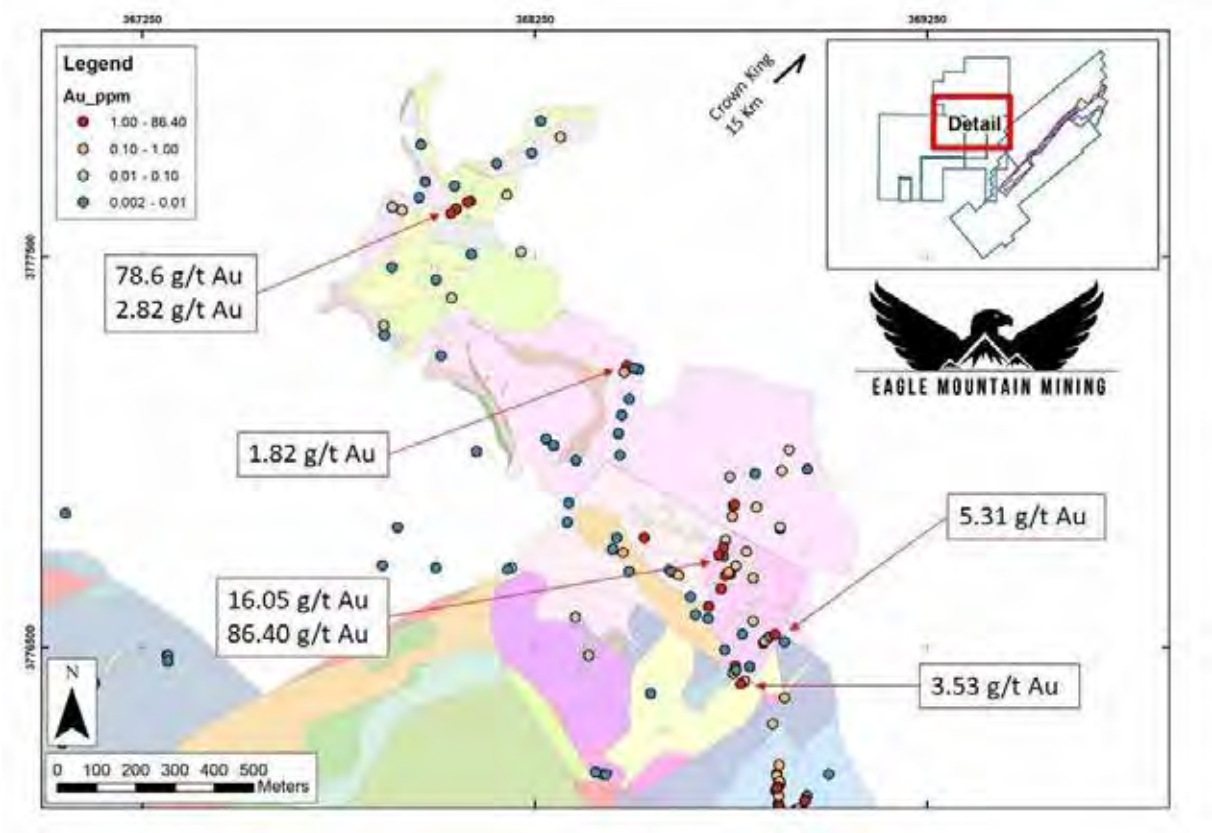 367250
368250
369250
Legend
Au_ppm
1.00 - 86.40
0.10 - 1.00
0.01 - 0.10
0.002 - 0.01
Crown King
15 Km
Detail
3777500
78.6 g/t Au
2.82 g/t Au
EAGLE MOUNTAIN MINING
1.82 g/t Au
5.31 g/t Au
16.05 g/t Au
86.40 g/t Au
3776500
3.53 g/t Au
N
0 100 200 300 400 500
Meters